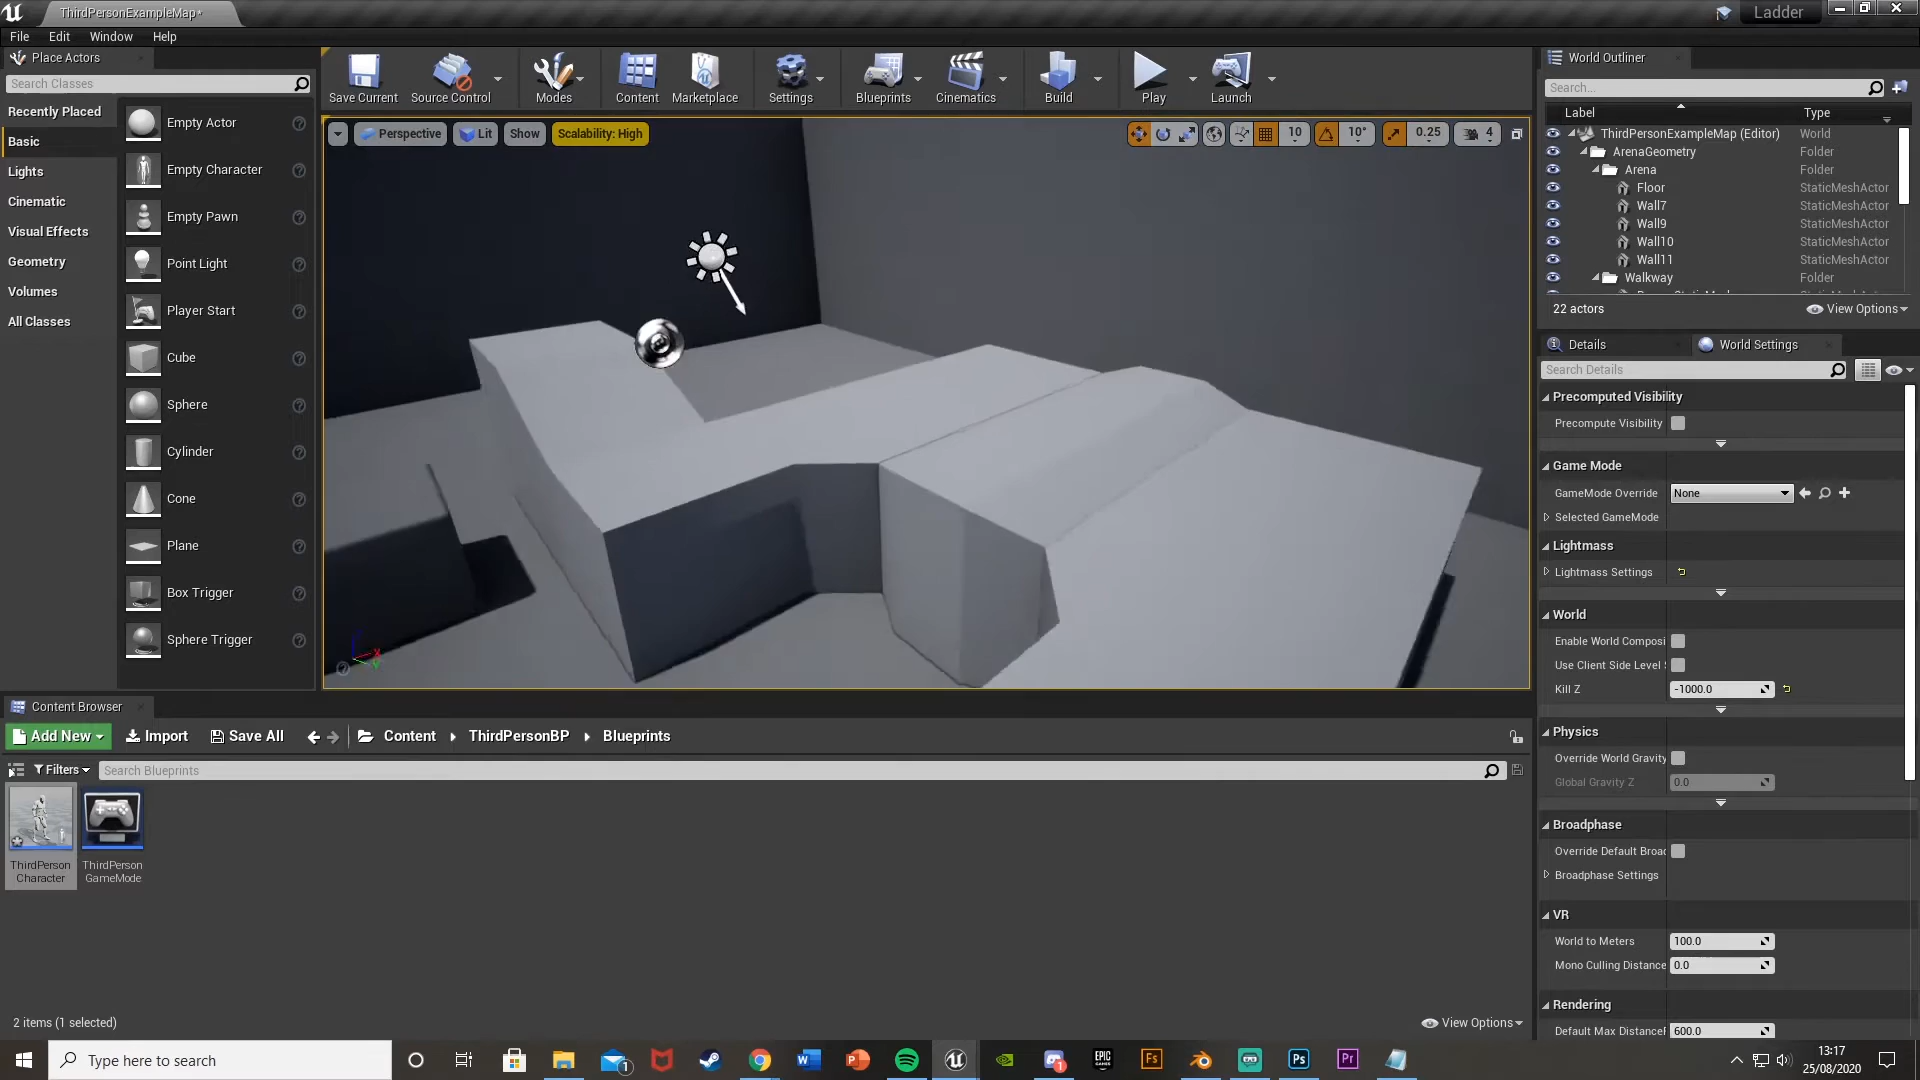 ThirdPersonExampleMap*
Ladder
File Edit Window Help
Place Actors
Search Classes
Recently Placed
Basic
Lights
Cinematic
Visual Effects
Geometry
Volumes
All Classes
Empty Actor
Empty Character
Empty Pawn
Point Light
Player Start
Cube
Sphere
Cylinder
Cone
Plane
Box Trigger
Sphere Trigger
Save Current
Source Control
Modes
Content
Marketplace
Settings
Blueprints
Cinematics
Build
Play
Launch
Perspective
Lit
Show
Scalability: High
10
10°
0.25
4
X
Y
World Outliner
Search...
Label Type
ThirdPersonExampleMap (Editor) World
ArenaGeometry Folder
Arena Folder
Floor StaticMeshActor
Wall7 StaticMeshActor
Wall9 StaticMeshActor
Wall10 StaticMeshActor
Wall11 StaticMeshActor
Walkway Folder
22 actors
View Options
Details
World Settings
Search Details
Precomputed Visibility
Precompute Visibility
Game Mode
GameMode Override None
Selected GameMode
Lightmass
Lightmass Settings
World
Enable World Composi
Use Client Side Level
Kill Z -1000.0
Physics
Override World Gravity
Global Gravity Z 0.0
Broadphase
Override Default Broad
Broadphase Settings
VR
World to Meters 100.0
Mono Culling Distance 0.0
Rendering
Default Max Distance 600.0
Content Browser
Add New
Import
Save All
Content
ThirdPersonBP
Blueprints
Filters
Search Blueprints
ThirdPerson
Character
ThirdPerson
GameMode
2 items (1 selected)
View Options
Type here to search
1
W
P
EPIC
GAMES
1
Fs
Ps
Pr
13:17
25/08/2020